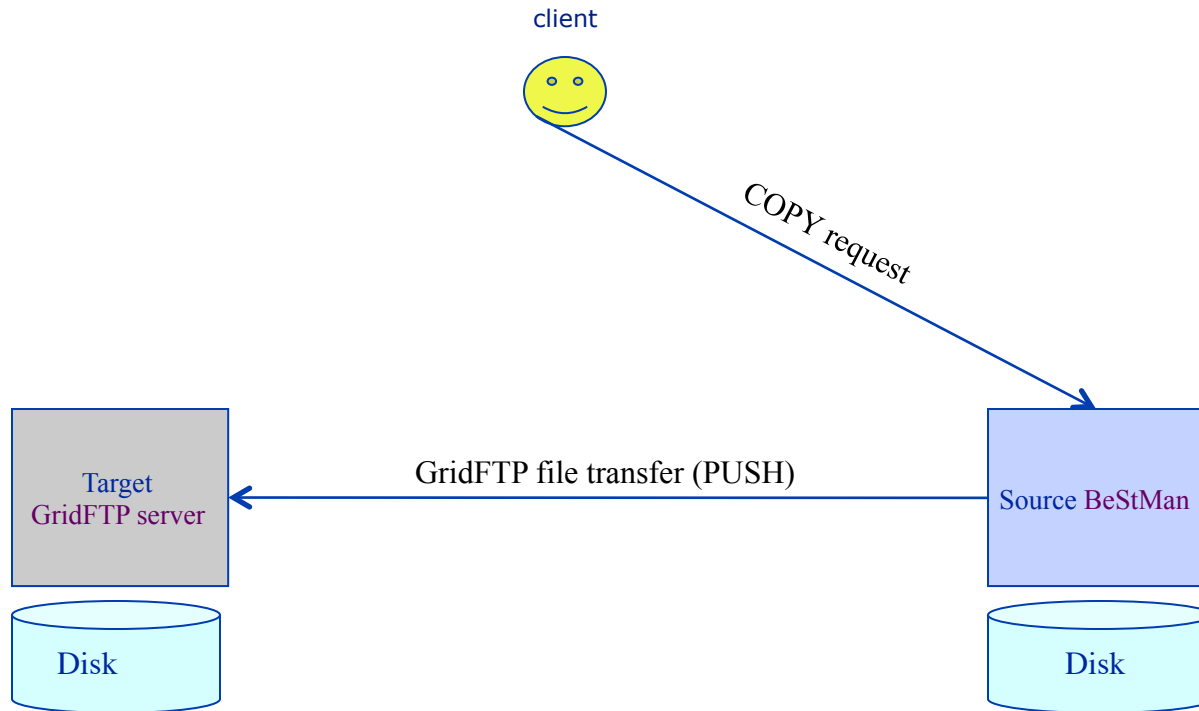 client
COPY request
GridFTP file transfer (PUSH)
Target
GridFTP server
Source BeStMan
Disk
Disk